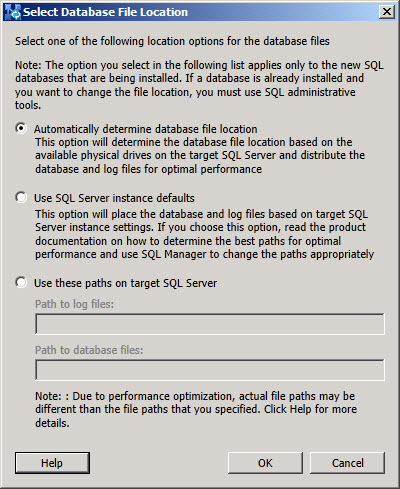 Select Database File Location
Select one of the following location options for the database files
Note: The option you select in the following list applies only to the new SQL
databases that are being installed. If a database is already installed and
you want to change the file location, you must use SQL administrative
tools.
Automatically determine database file location
This option will determine the database file location based on the
available physical drives on the target SQL Server and distribute the
database and log files for optimal performance
Use SQL Server instance defaults
This option will place the database and log files based on target SQL
Server instance settings. If you choose this option, read the product
documentation on how to determine the best paths for optimal
performance and use SQL Manager to change the paths appropriately
Use these paths on target SQL Server
Path to log files:
Path to database files:
Note: : Due to performance optimization, actual file paths may be
different than the file paths that you specified. Click Help for more
details.
Help OK Cancel